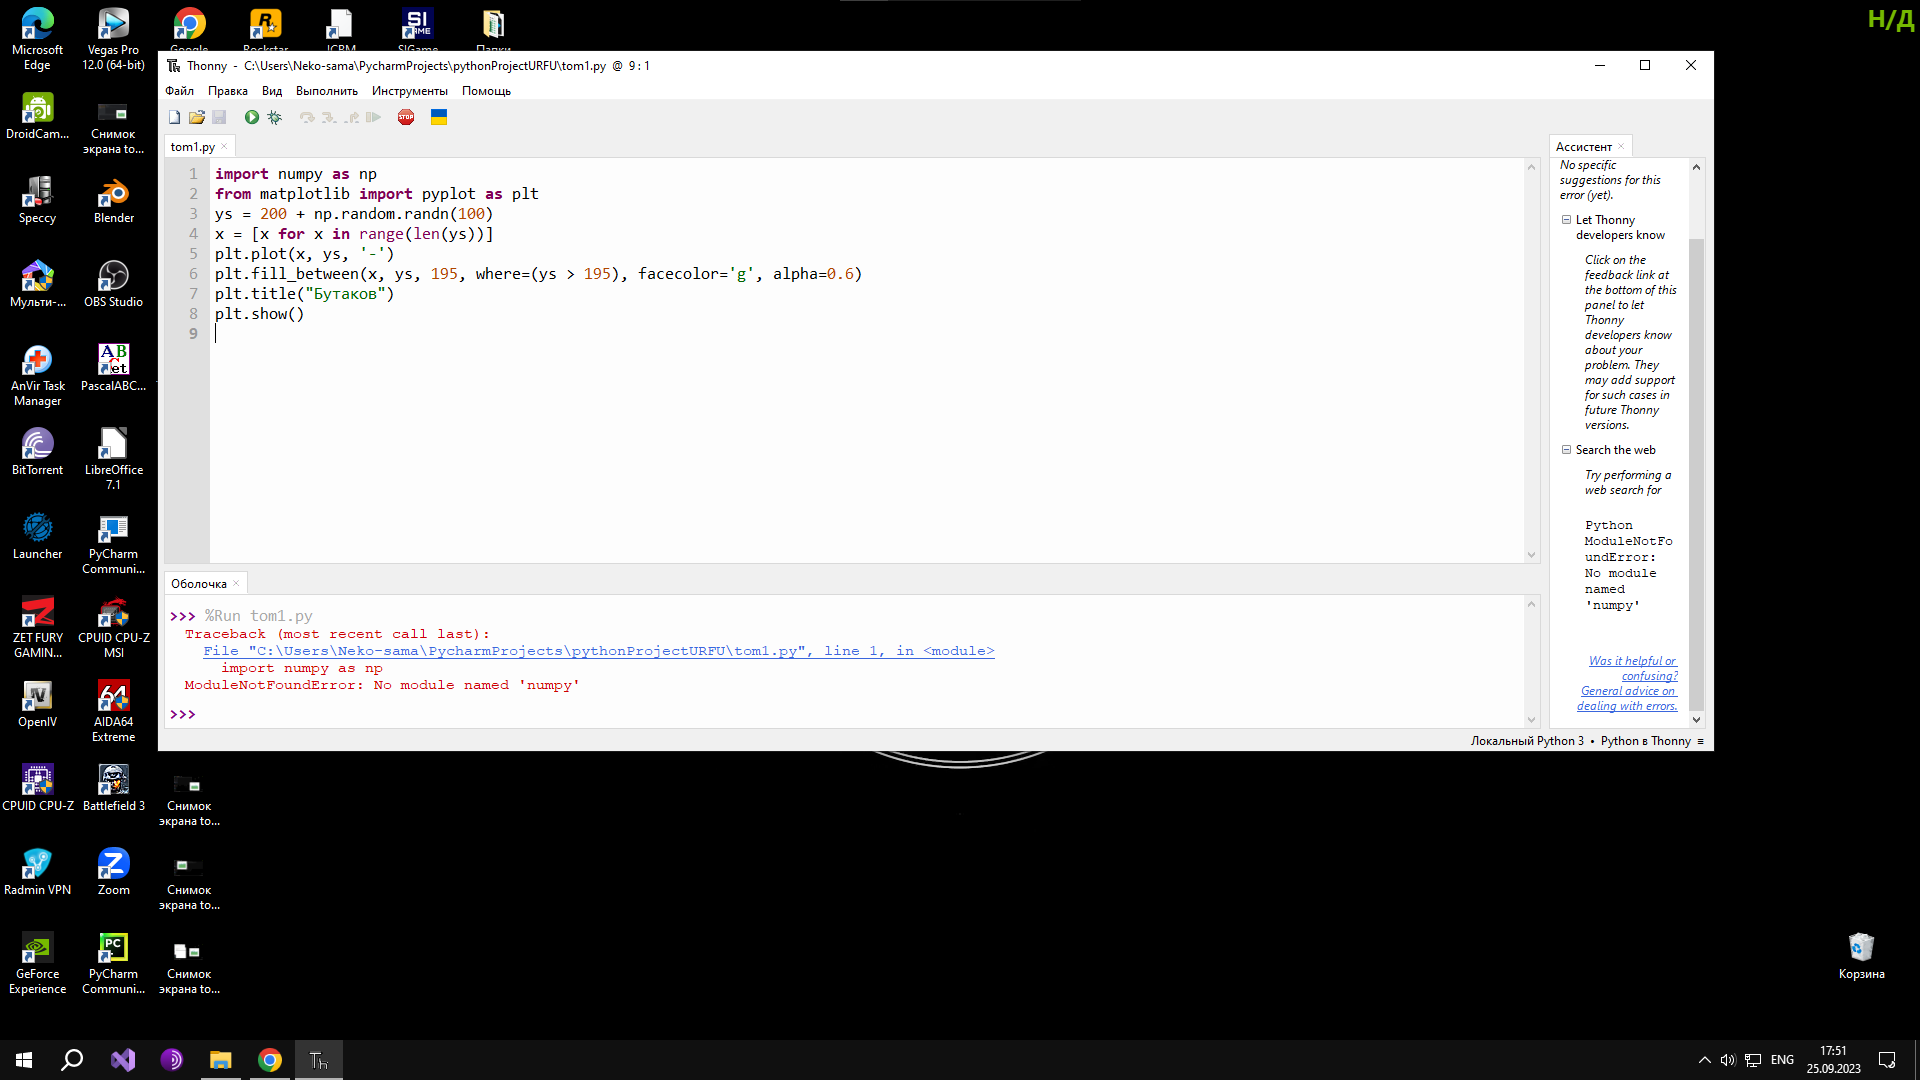 Microsoft
Edge
Vegas Pro
12.0 (64-bit)
Google
Rockstar
SI
GAME
SIGame
Папки
Н/Д
DroidCam...
Снимок
экрана to...
Speccy
Blender
Мульти-...
OBS Studio
AnVir Task
Manager
PascalABC...
BitTorrent
LibreOffice
7.1
Launcher
PyCharm
Communi...
ZET FURY
GAMIN...
CPUID CPU-Z
MSI
OpenIV
AIDA64
Extreme
CPUID CPU-Z
Battlefield 3
Снимок
экрана to...
Radmin VPN
Zoom
Снимок
экрана to...
GeForce
Experience
PyCharm
Communi...
Снимок
экрана to...
Корзина
Thonny - C:\Users\Neko-sama\PycharmProjects\pythonProjectURFU\tom1.py @ 9:1
Файл Правка Вид Выполнить Инструменты Помощь
STOP
tom1.py
1 import numpy as np
2 from matplotlib import pyplot as plt
3 ys = 200 + np.random.randn(100)
4 x = [x for x in range(len(ys))]
5 plt.plot(x, ys, '-')
6 plt.fill_between(x, ys, 195, where=(ys > 195), facecolor='g', alpha=0.6)
7 plt.title("Бутаков")
8 plt.show()
9
Оболочка
>>> %Run tom1.py
Traceback (most recent call last):
File "C:\Users\Neko-sama\PycharmProjects\pythonProjectURFU\tom1.py", line 1, in <module>
import numpy as np
ModuleNotFoundError: No module named 'numpy'
>>>
Ассистент
No specific
suggestions for this
error (yet).
Let Thonny
developers know
Click on the
feedback link at
the bottom of this
panel to let
Thonny
developers know
about your
problem. They
may add support
for such cases in
future Thonny
versions.
Search the web
Try performing a
web search for
Python
ModuleNotFo
undError:
No module
named
'numpy'
Was it helpful or
confusing?
General advice on
dealing with errors.
Локальный Python 3 • Python в Thonny ≡
Th
ENG
17:51
25.09.2023